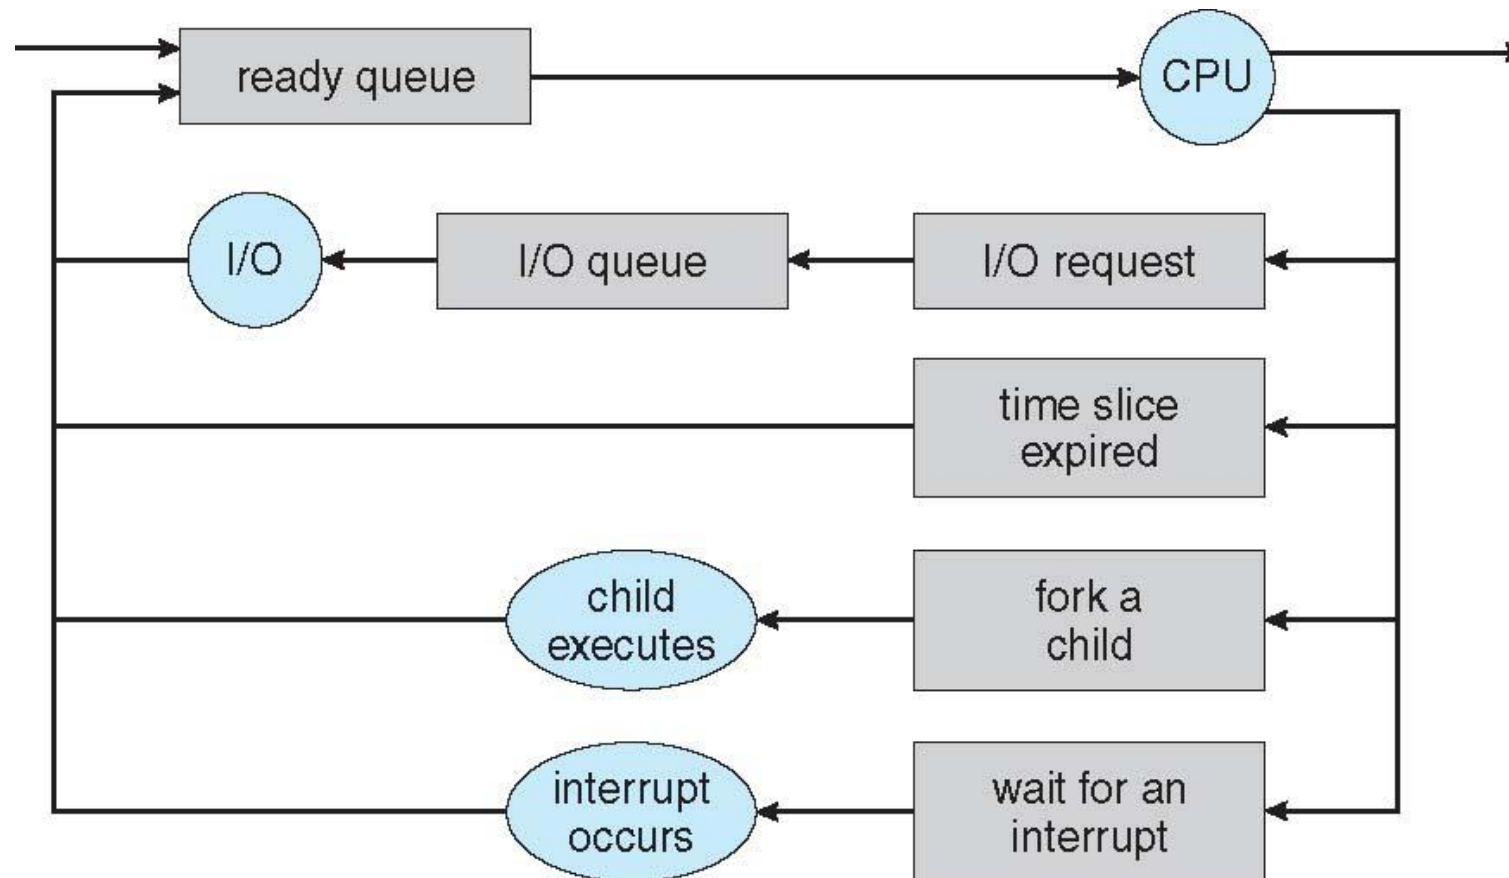 ready queue
CPU
I/O
I/O queue
I/O request
time slice
expired
child
executes
fork a
child
interrupt
occurs
wait for an
interrupt